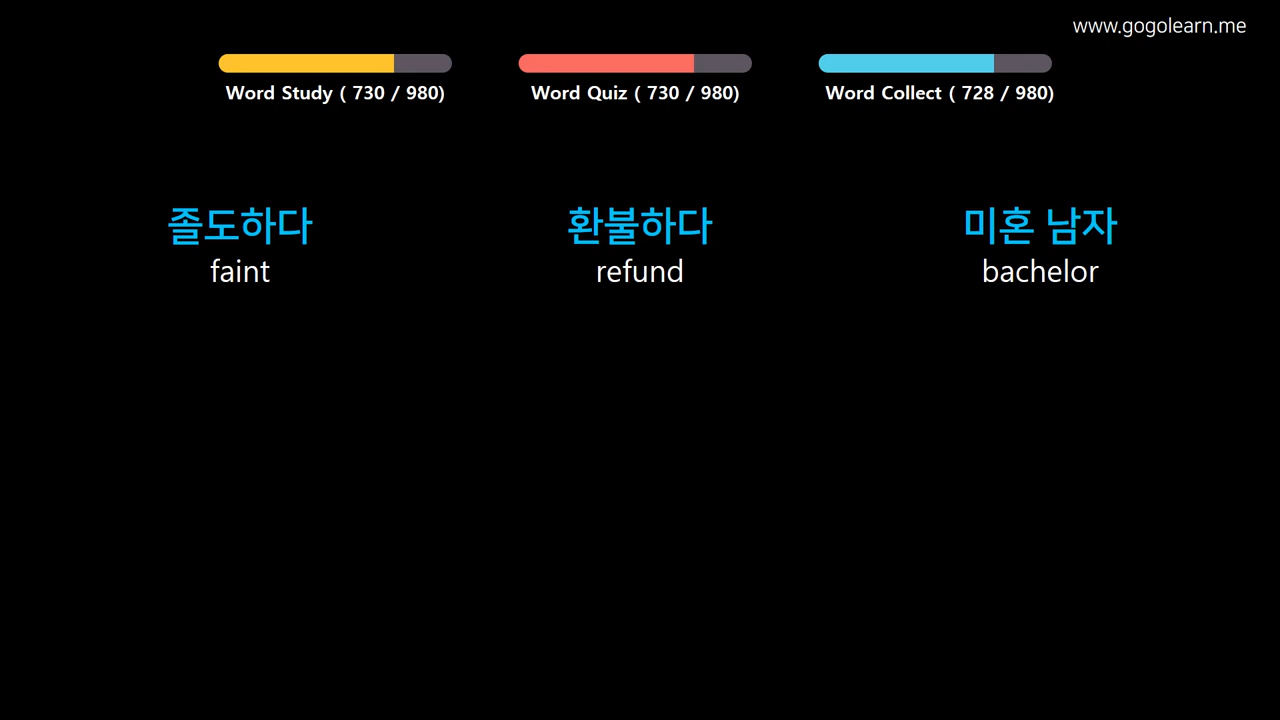 www.gogolearn.me
Word Study ( 730 / 980)
Word Quiz ( 730 / 980)
Word Collect ( 728 / 980)
졸도하다
faint
환불하다
refund
미혼 남자
bachelor